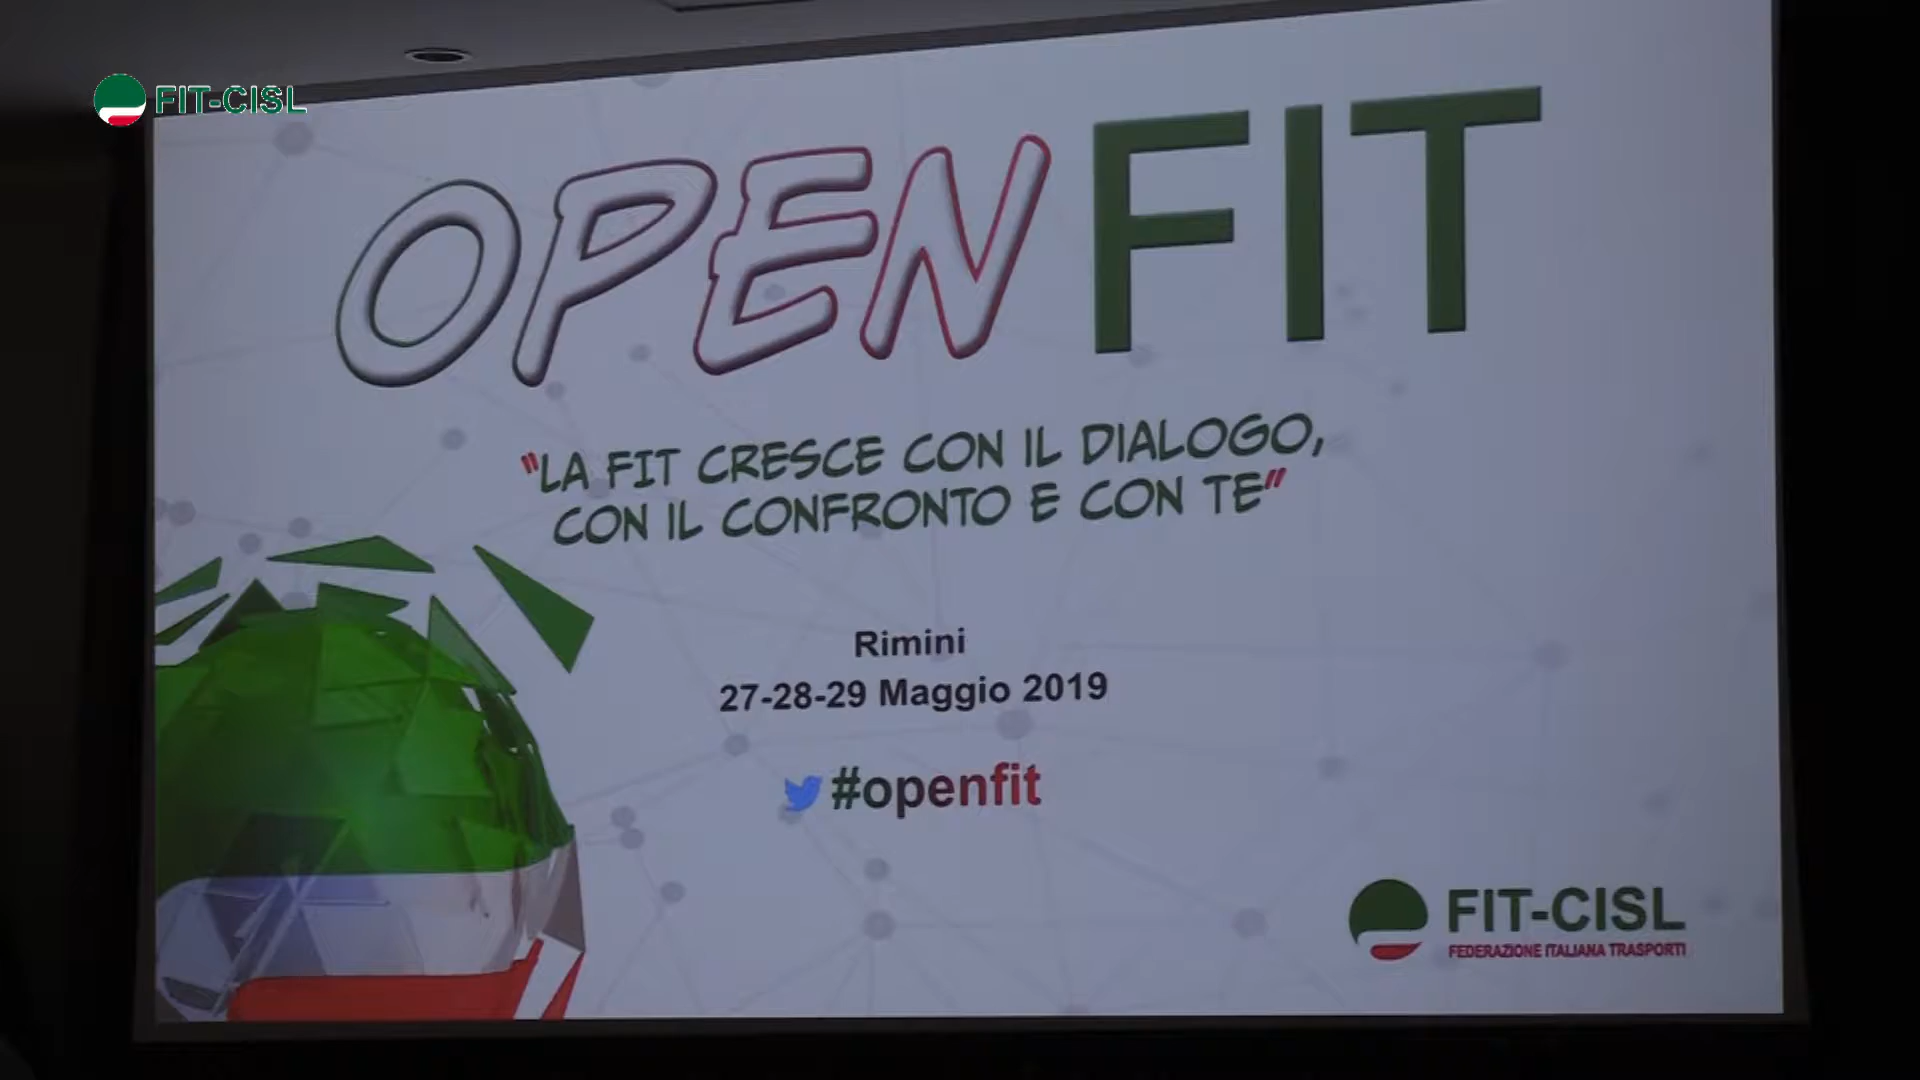 FIT-CISL
OPEN FIT
"LA FIT CRESCE CON IL DIALOGO,
CON IL CONFRONTO E CON TE"
Rimini
27-28-29 Maggio 2019
#openfit
FIT-CISL
FEDERAZIONE ITALIANA TRASPORTI